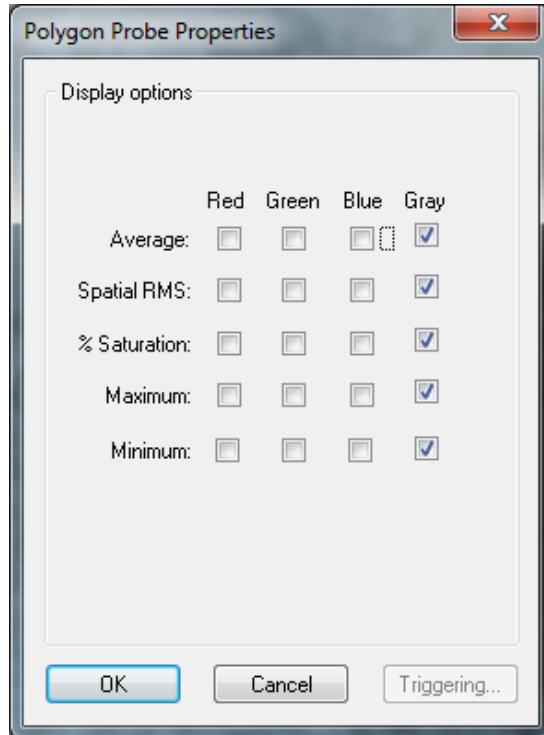 Polygon Probe Properties
Display options
Red Green Blue Gray
Average:
Spatial RMS:
% Saturation:
Maximum:
Minimum:
OK Cancel Triggering...